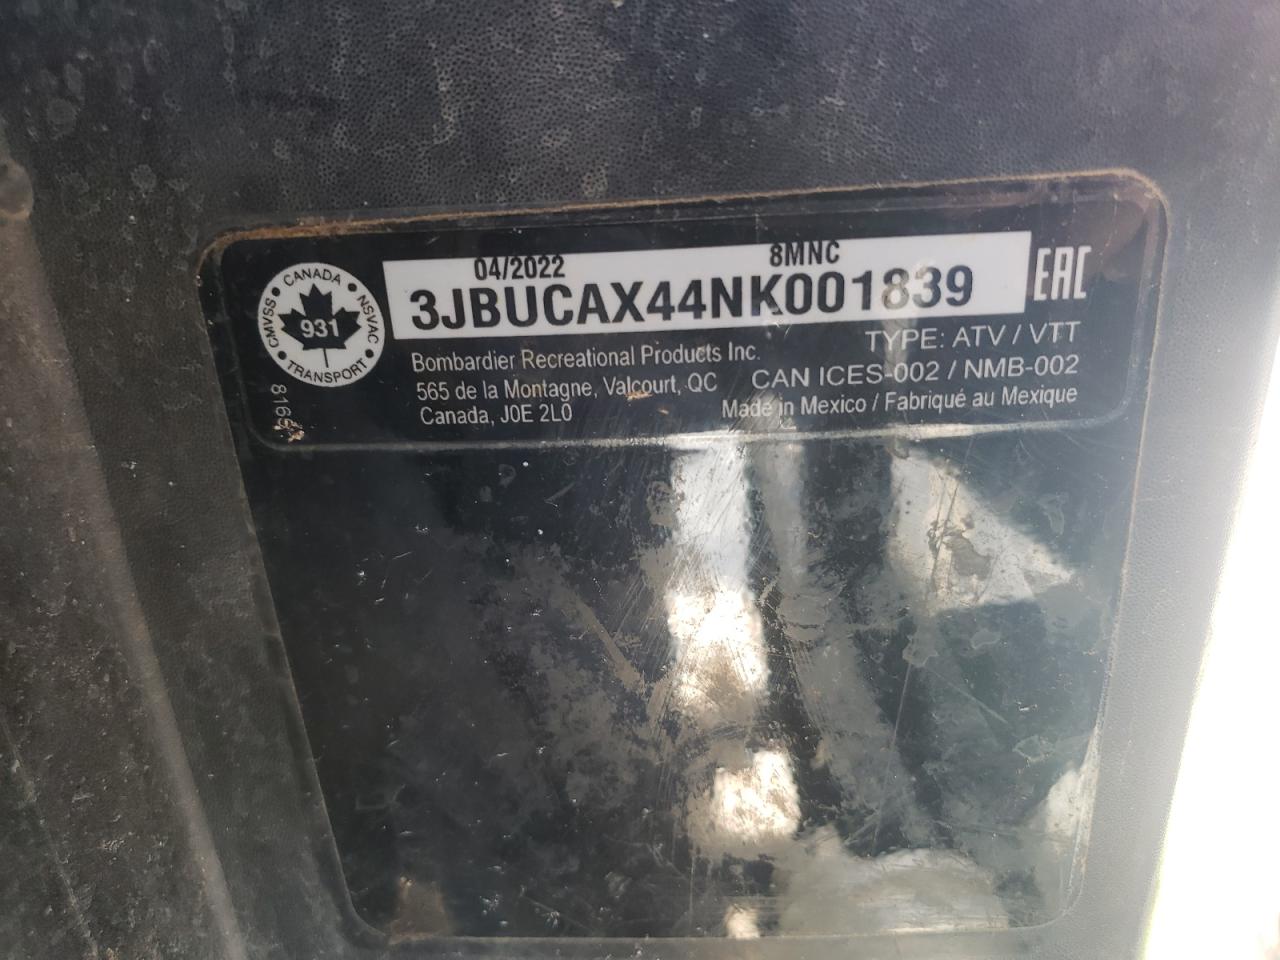 04/2022 8MNC
3JBUCAX44NK001839
EAC
CANADA
CMVSS
NSVAC
931
TRANSPORT
TYPE: ATV / VTT
Bombardier Recreational Products Inc.
565 de la Montagne, Valcourt, QC
CAN ICES-002 / NMB-002
Canada, J0E 2L0
Made in Mexico / Fabriqué au Mexique